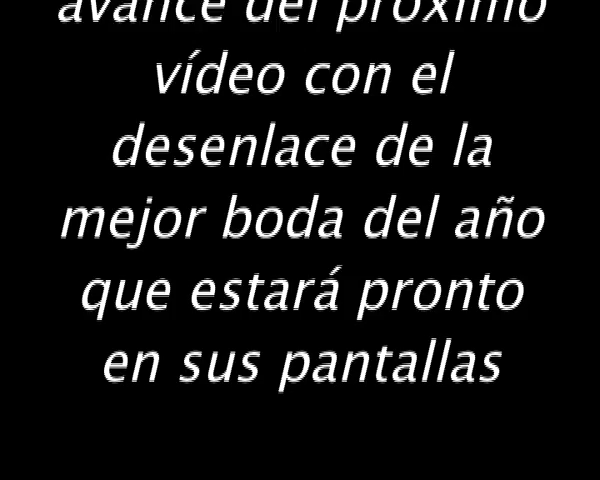 avance del próximo
vídeo con el
desenlace de la
mejor boda del año
que estará pronto
en sus pantallas